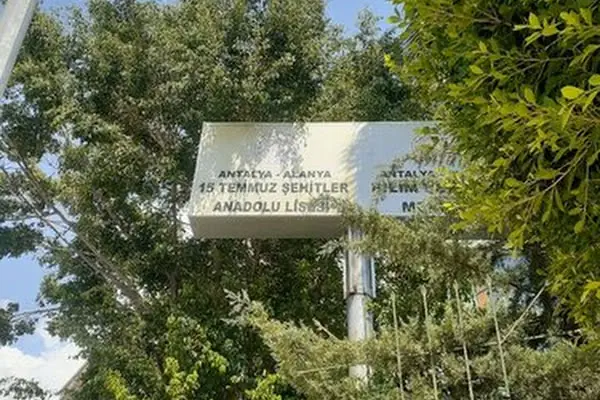 ANTALYA - ALANYA
15 TEMMUZ ŞEHİTLER
ANADOLU LİSESİ
ANTALYA